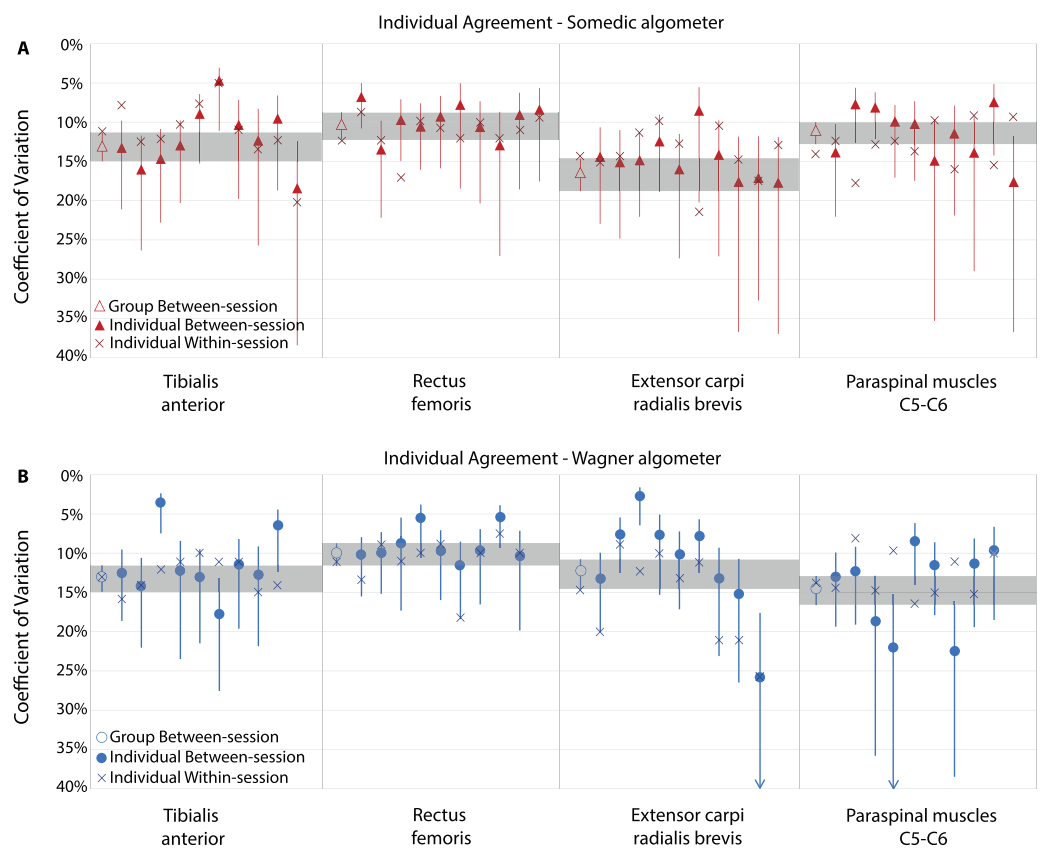 Individual Agreement - Somedic algometer
A
0%
5%
10%
15%
20%
25%
30%
35%
40%
Coefficient of Variation
Group Between-session
Individual Between-session
Individual Within-session
Tibialis
anterior
Rectus
femoris
Extensor carpi
radialis brevis
Paraspinal muscles
C5-C6
Individual Agreement - Wagner algometer
B
0%
5%
10%
15%
20%
25%
30%
35%
40%
Coefficient of Variation
Group Between-session
Individual Between-session
Individual Within-session
Tibialis
anterior
Rectus
femoris
Extensor carpi
radialis brevis
Paraspinal muscles
C5-C6